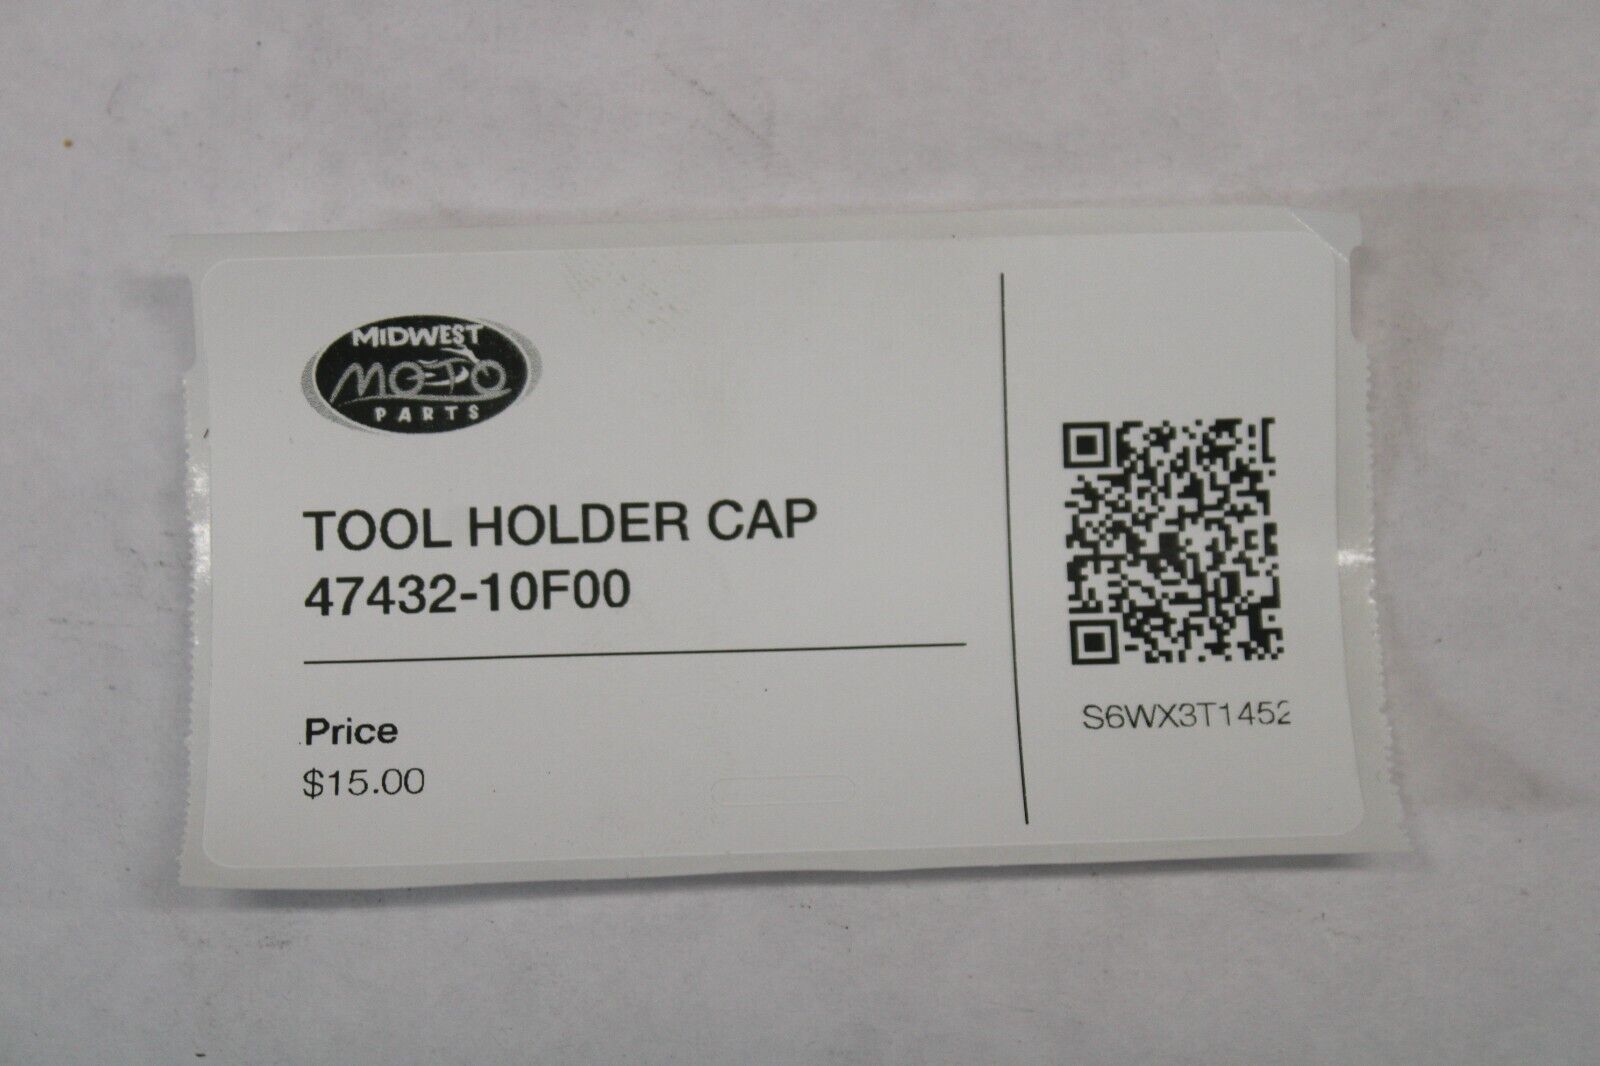 MIDWEST
MOTO
PARTS
TOOL HOLDER CAP
47432-10F00
Price
$15.00
S6WX3T1452